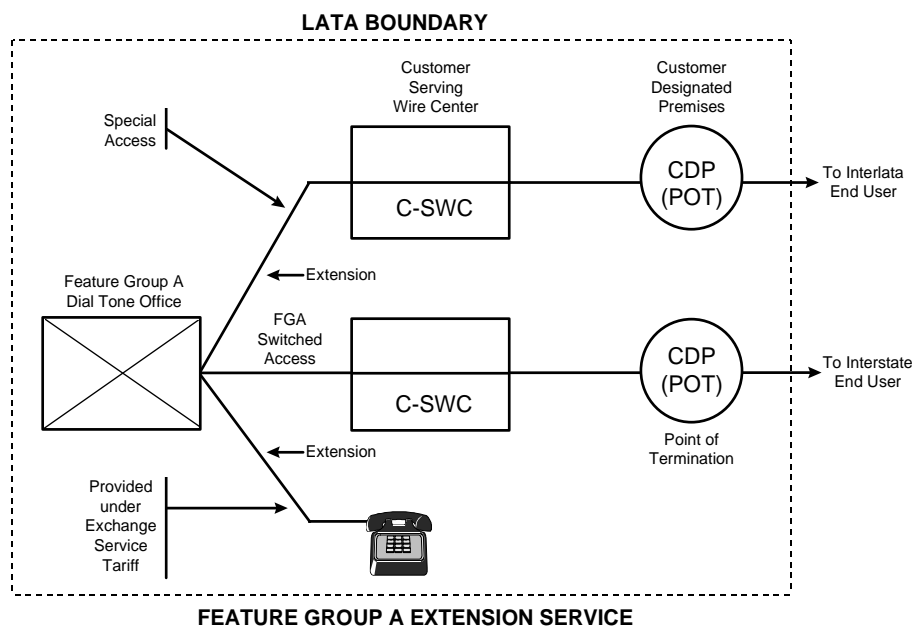 LATA BOUNDARY
Customer
Serving
Wire Center
Customer
Designated
Premises
Special
Access
CDP
(POT)
To Interlata
End User
C-SWC
Extension
Feature Group A
Dial Tone Office
FGA
Switched
Access
CDP
(POT)
To Interstate
End User
C-SWC
Point of
Termination
Extension
Provided
under
Exchange
Service
Tariff
FEATURE GROUP A EXTENSION SERVICE